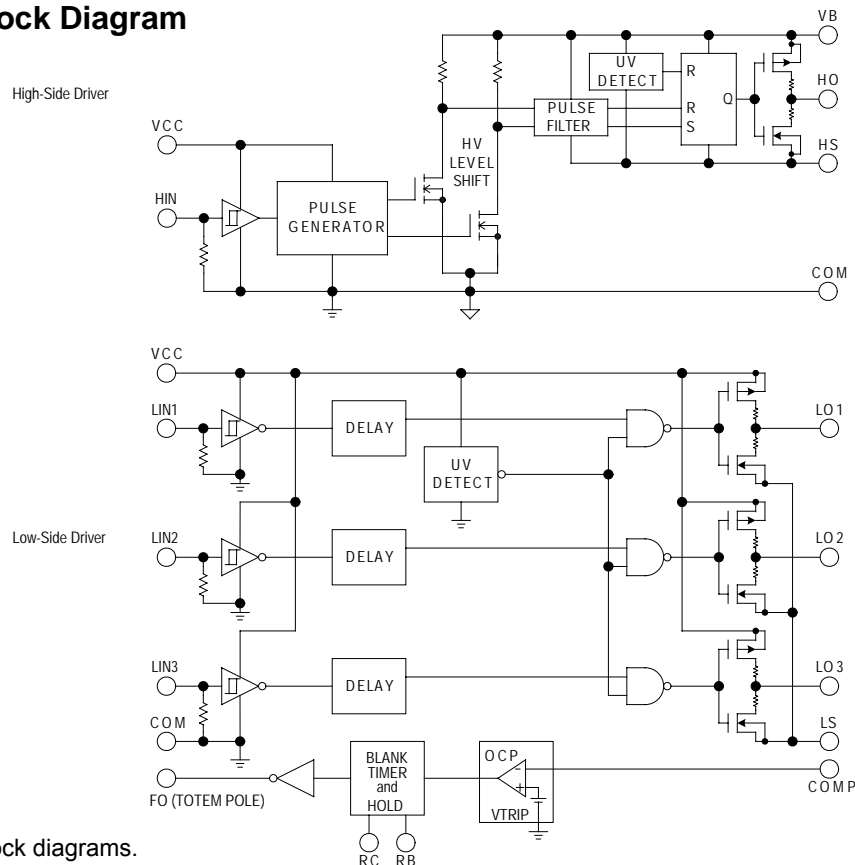 ock Diagram
High-Side Driver
VCC
HIN
PULSE
GENERATOR
HV
LEVEL
SHIFT
PULSE
FILTER
UV
DETECT
R
R
S
Q
VB
HO
HS
COM
Low-Side Driver
VCC
LIN1
DELAY
UV
DETECT
LO1
LIN2
DELAY
LO2
LIN3
DELAY
LO3
COM
LS
FO (TOTEM POLE)
BLANK
TIMER
and
HOLD
OCP
-
+
VTRIP
COMP
RC
RB
ock diagrams.